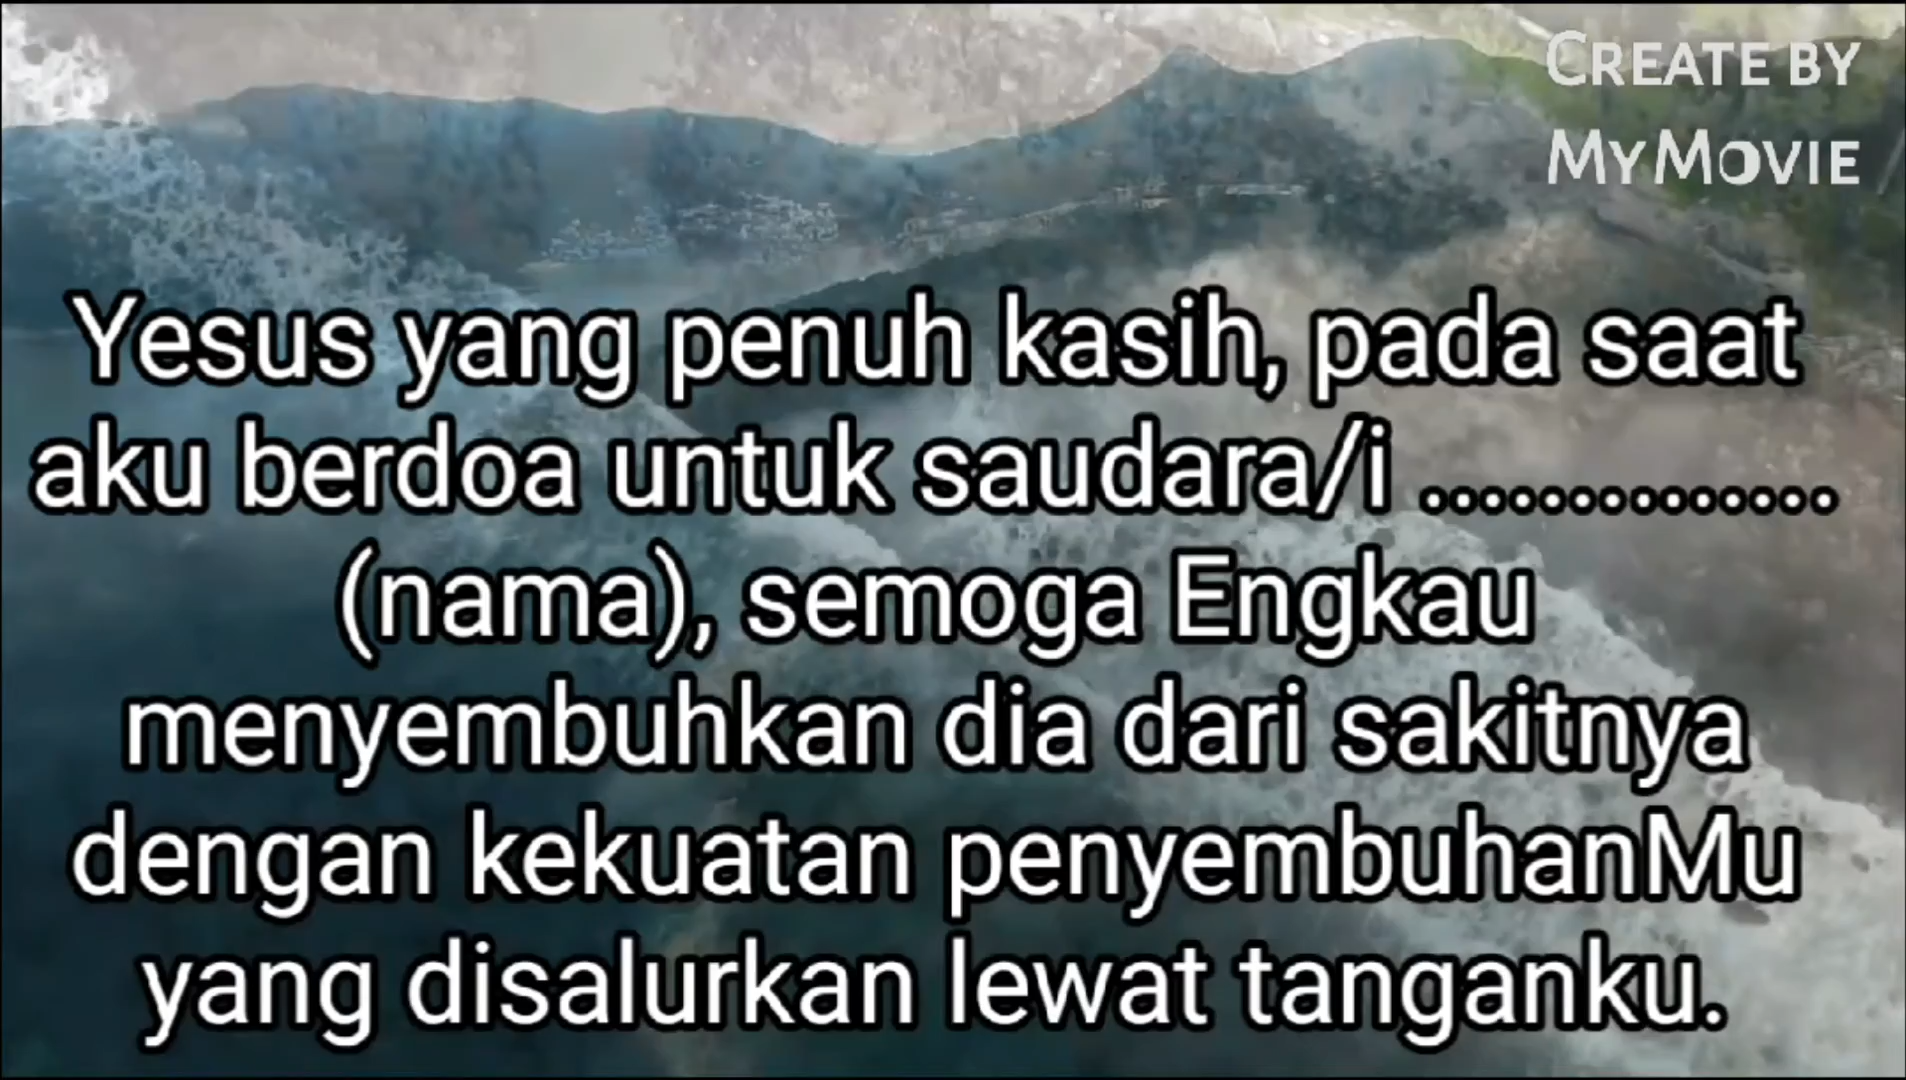 CREATE BY
MYMOVIE
Yesus yang penuh kasih, pada saat
aku berdoa untuk saudara/i ..............
(nama), semoga Engkau
menyembuhkan dia dari sakitnya
dengan kekuatan penyembuhanMu
yang disalurkan lewat tanganku.